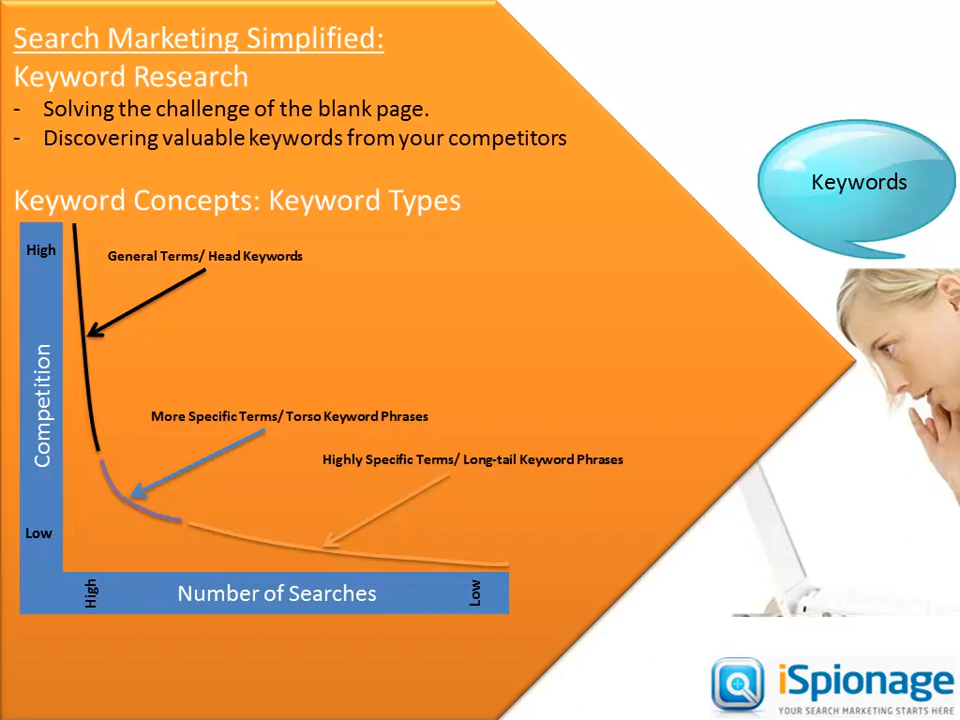 Search Marketing Simplified:
Keyword Research
- Solving the challenge of the blank page.
- Discovering valuable keywords from your competitors
Keywords
Keyword Concepts: Keyword Types
High
General Terms/ Head Keywords
Competition
More Specific Terms/ Torso Keyword Phrases
Highly Specific Terms/ Long-tail Keyword Phrases
Low
High
Number of Searches
Low
iSpionage
YOUR SEARCH MARKETING STARTS HERE